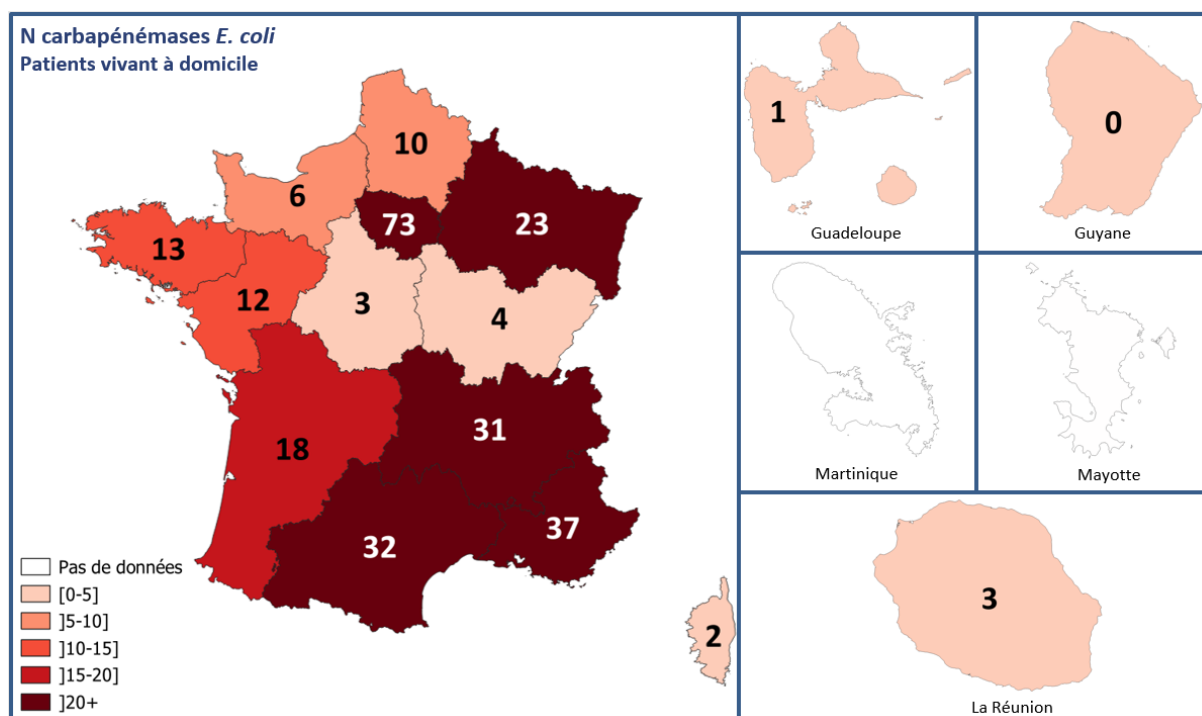 N carbapénémases E. coli
Patients vivant à domicile
10
6
73
23
13
12
3
4
18
31
32
37
2
Pas de données
[0-5]
]5-10]
]10-15]
]15-20]
]20+
1
Guadeloupe
0
Guyane
Martinique
Mayotte
3
La Réunion